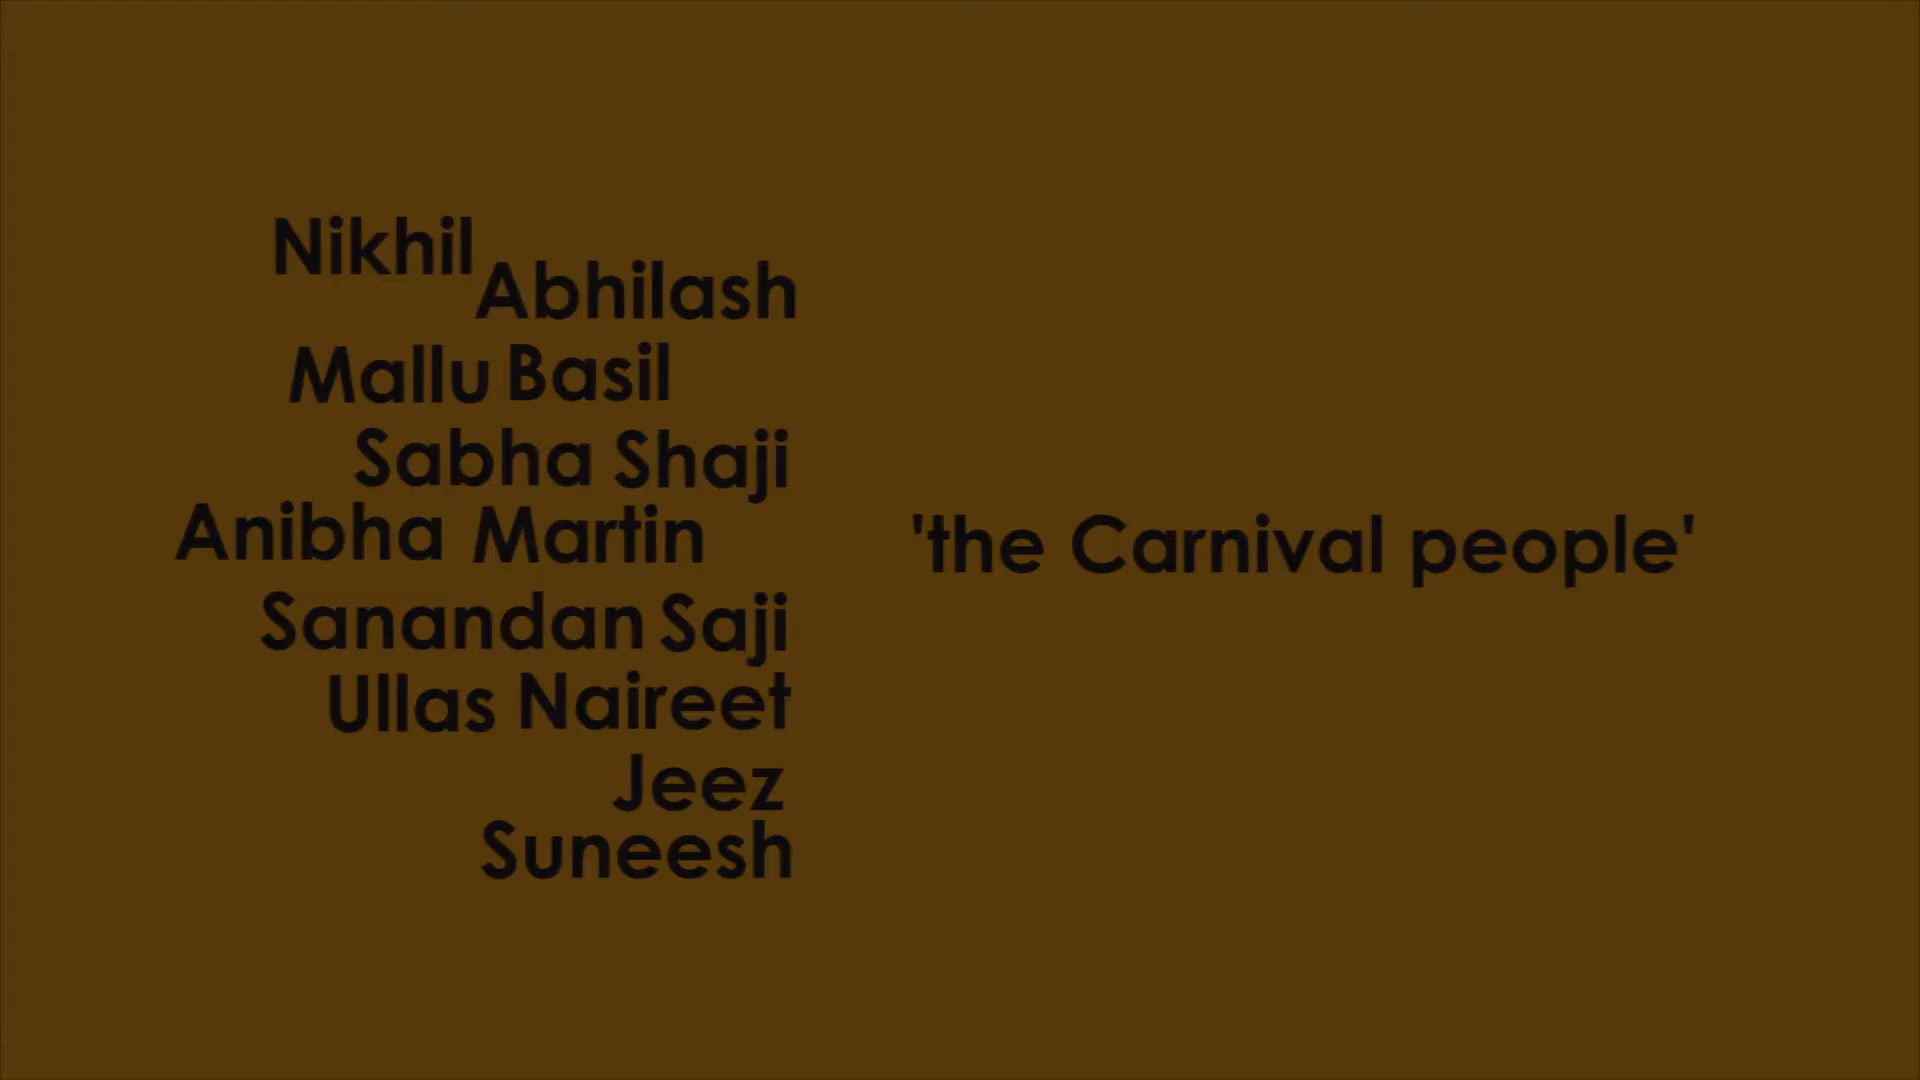 Nikhil
Abhilash
Mallu Basil
Sabha Shaji
Anibha Martin
'the Carnival people'
Sanandan Saji
Ullas Naireet
Jeez
Suneesh